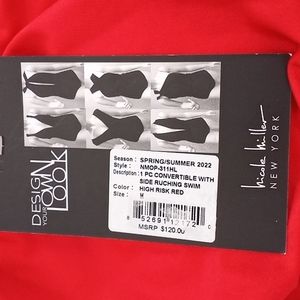 DESIGN
YOUR OWN
LOOK
Season : SPRING/SUMMER 2022
Style : NMOP-311HL
Description : 1 PC CONVERTIBLE WITH
SIDE RUCHING SWIM
Color : HIGH RISK RED
Size : M
MSRP $120.00
nicole miller
NEW YORK